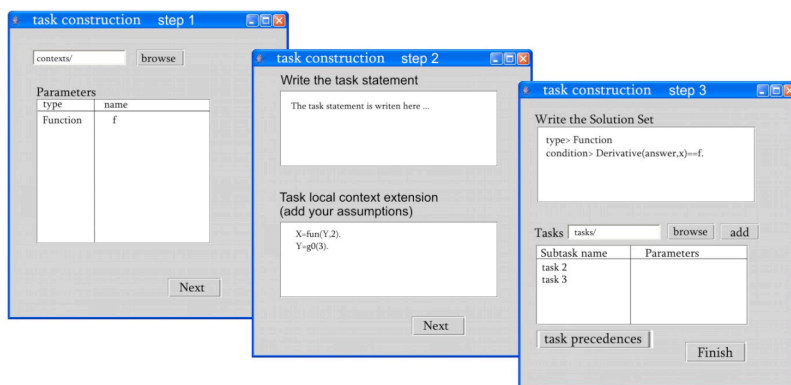 task construction step 1
contexts/ browse
Parameters
type name
Function f
Next
task construction step 2
Write the task statement
The task statement is writen here ...
Task local context extension
(add your assumptions)
X=fun(Y,2).
Y=g0(3).
Next
task construction step 3
Write the Solution Set
type> Function
condition> Derivative(answer,x)==f.
Tasks tasks/ browse add
Subtask name Parameters
task 2
task 3
task precedences
Finish